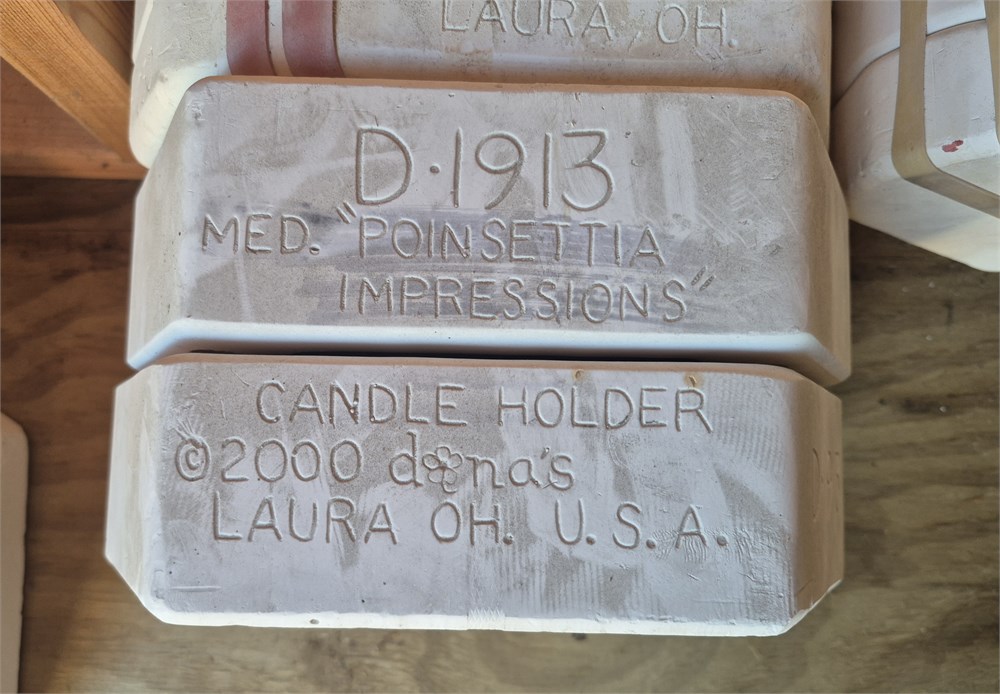 LAURA, OH.
D·1913
MED. "POINSETTIA
IMPRESSIONS"
CANDLE HOLDER
©2000 dona's
LAURA OH. U.S.A.